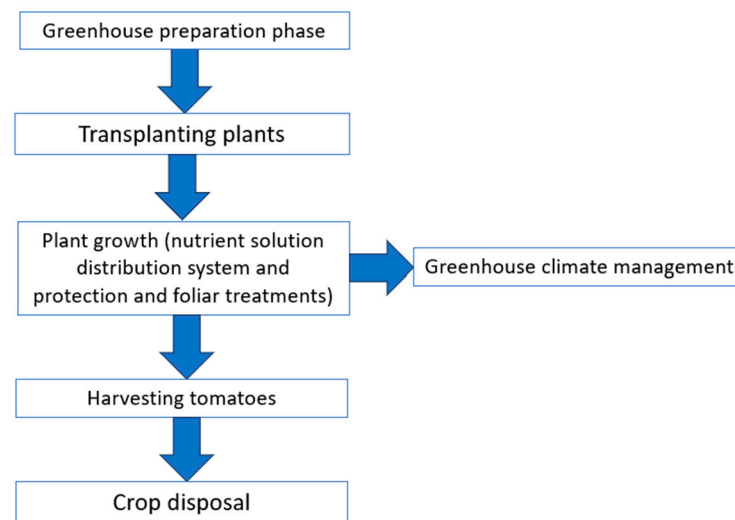 Greenhouse preparation phase
Transplanting plants
Plant growth (nutrient solution
distribution system and
protection and foliar treatments)
Greenhouse climate management
Harvesting tomatoes
Crop disposal